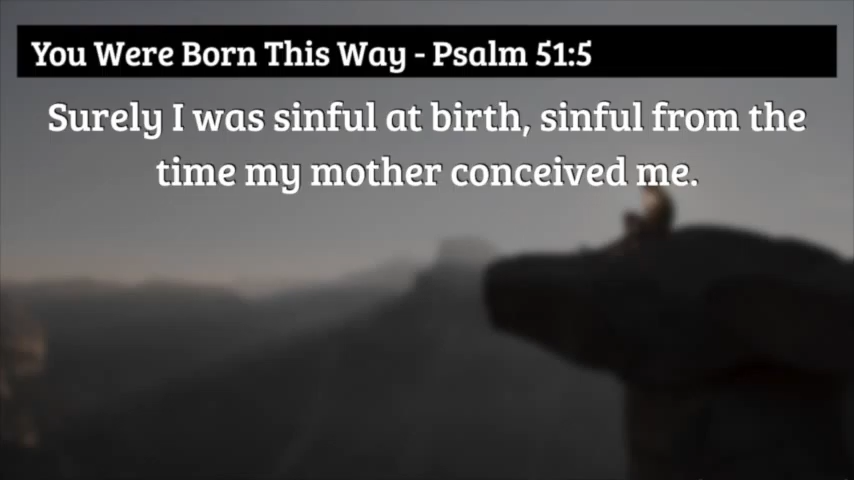 You Were Born This Way - Psalm 51:5
Surely I was sinful at birth, sinful from the
time my mother conceived me.